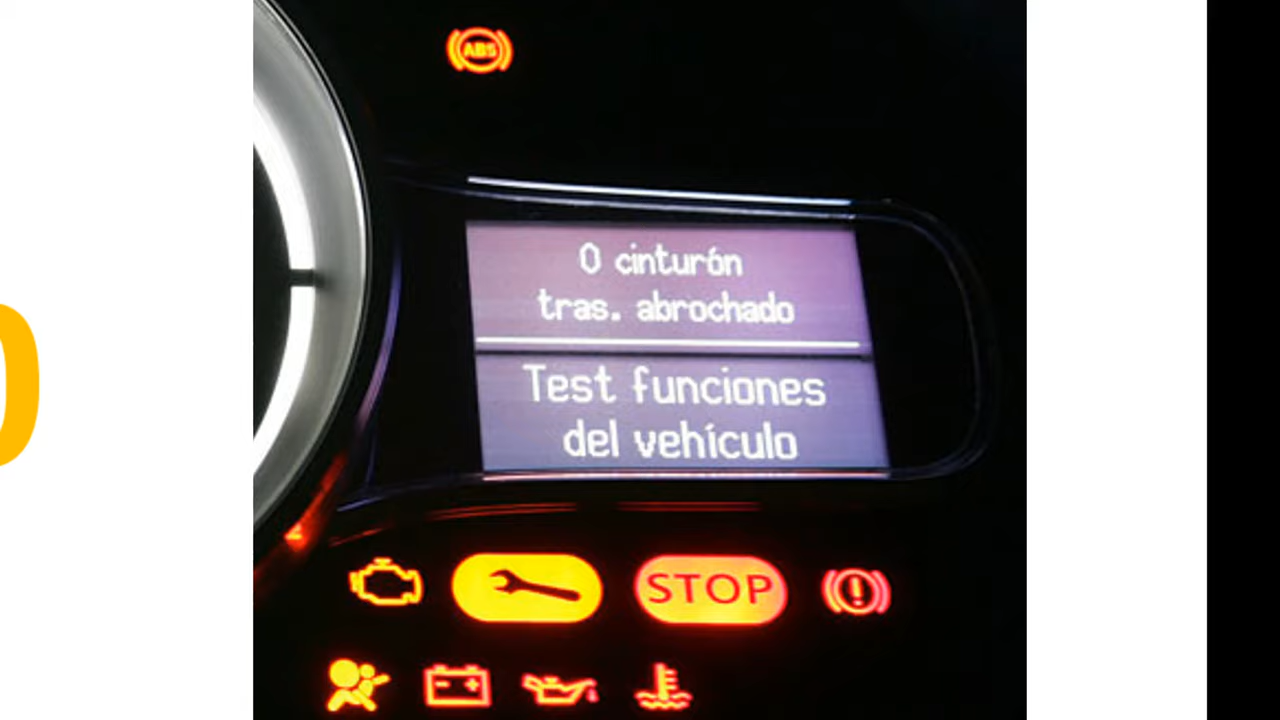 ABS
0 cinturón
tras. abrochado
Test funciones
del vehículo
STOP